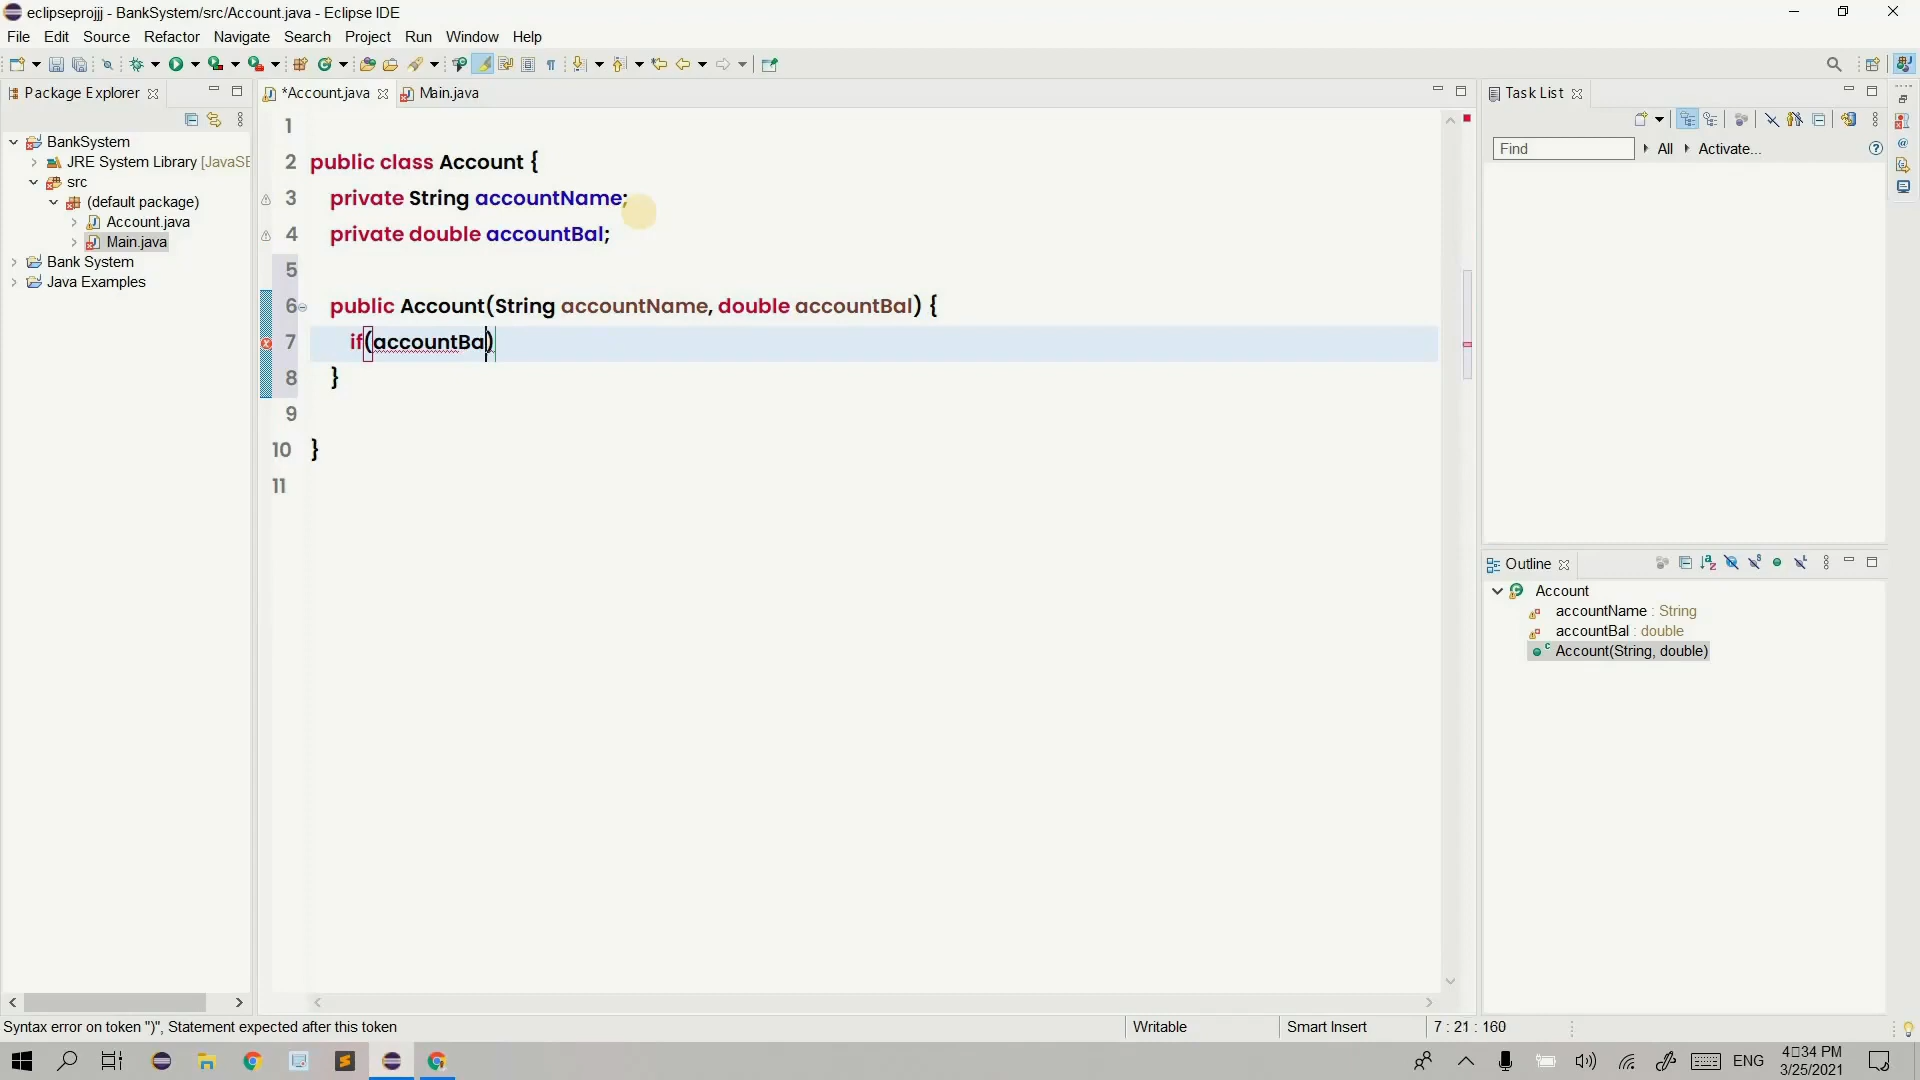 eclipseprojjj - BankSystem/src/Account.java - Eclipse IDE
File Edit Source Refactor Navigate Search Project Run Window Help
Package Explorer
*Account.java
Main.java
Task List
BankSystem
JRE System Library [JavaSE
src
(default package)
Account.java
Main.java
Bank System
Java Examples
1
2 public class Account {
3 private String accountName;
4 private double accountBal;
5
6 public Account(String accountName, double accountBal) {
7 if(accountBa)
8 }
9
10 }
11
Find
All
Activate...
Outline
Account
accountName : String
accountBal : double
Account(String, double)
Syntax error on token ")", Statement expected after this token
Writable
Smart Insert
7 : 21 : 160
ENG
4:34 PM
3/25/2021